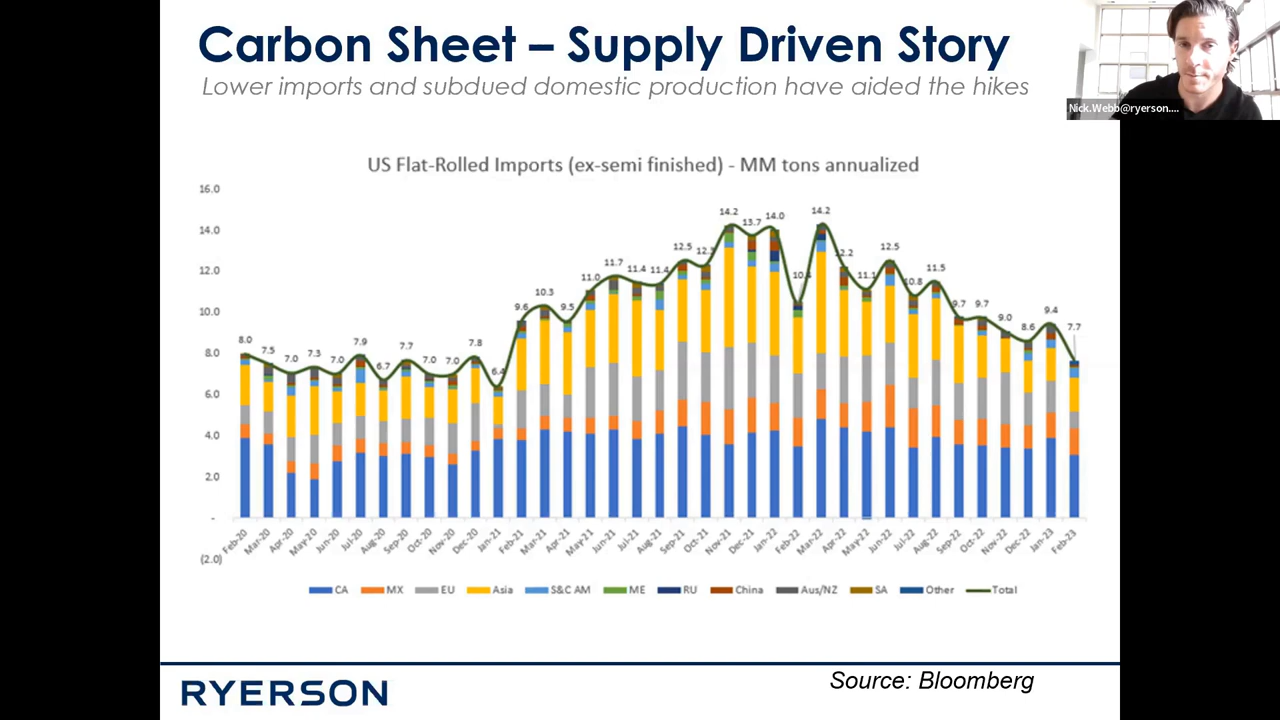 Carbon Sheet – Supply Driven Story
Lower imports and subdued domestic production have aided the hikes
Nick.Webb@ryerson....
US Flat-Rolled Imports (ex-semi finished) - MM tons annualized
16.0
14.0
12.0
10.0
8.0
6.0
4.0
2.0
-
(2.0)
8.0 7.5 7.0 7.3 7.0 7.9 6.7 7.7 7.0 7.0 7.8 6.4 9.6 10.3 9.5 11.0 11.7 11.4 11.4 12.5 12.3 14.2 13.7 14.0 14.2 12.2 11.1 12.5 10.8 11.5 9.7 9.7 9.0 8.6 9.4 7.7
Feb-20 Mar-20 Apr-20 May-20 Jun-20 Jul-20 Aug-20 Sep-20 Oct-20 Nov-20 Dec-20 Jan-21 Feb-21 Mar-21 Apr-21 May-21 Jun-21 Jul-21 Aug-21 Sep-21 Oct-21 Nov-21 Dec-21 Jan-22 Feb-22 Mar-22 Apr-22 May-22 Jun-22 Jul-22 Aug-22 Sep-22 Oct-22 Nov-22 Dec-22 Jan-23 Feb-23
CA MX EU Asia S&C AM ME RU China Aus/NZ SA Other Total
RYERSON
Source: Bloomberg